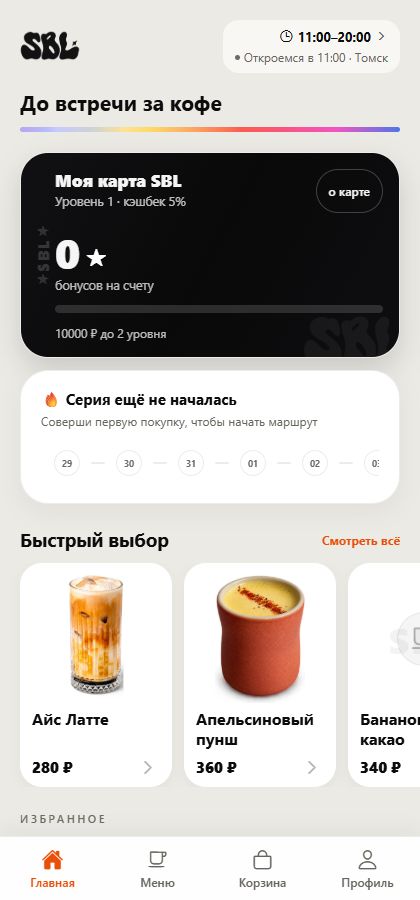 SBL
11:00–20:00
Откроемся в 11:00 · Томск
До встречи за кофе
Моя карта SBL
Уровень 1 · кэшбек 5%
о карте
★SBL★
0 ★
бонусов на счету
10000 ₽ до 2 уровня
SBL
Серия ещё не началась
Соверши первую покупку, чтобы начать маршрут
29 30 31 01 02
Быстрый выбор
Смотреть всё
Айс Латте
280 ₽
Апельсиновый
пунш
360 ₽
какао
340 ₽
ИЗБРАННОЕ
Главная
Меню
Корзина
Профиль